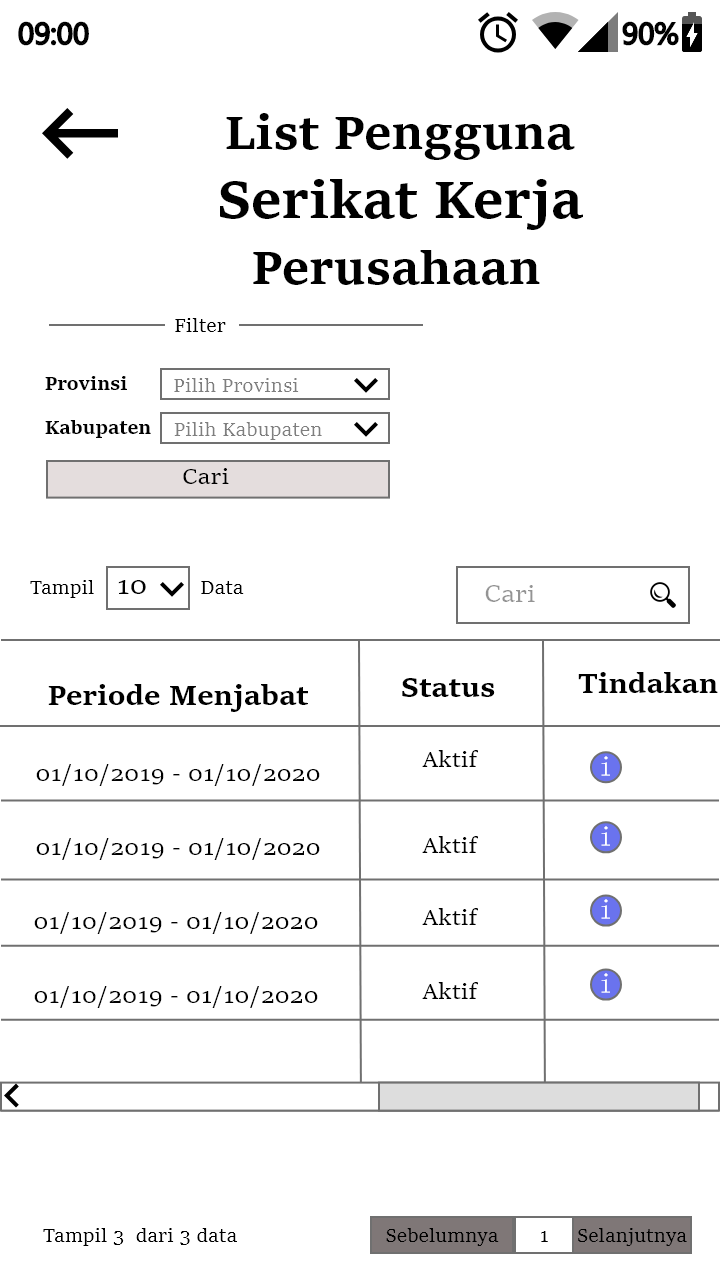 09:00 90%
List Pengguna
Serikat Kerja
Perusahaan
Filter
Provinsi Pilih Provinsi
Kabupaten Pilih Kabupaten
Cari
Tampil 10 Data Cari
Periode Menjabat Status Tindakan
01/10/2019 - 01/10/2020 Aktif i
01/10/2019 - 01/10/2020 Aktif i
01/10/2019 - 01/10/2020 Aktif i
01/10/2019 - 01/10/2020 Aktif i
Tampil 3 dari 3 data Sebelumnya 1 Selanjutnya